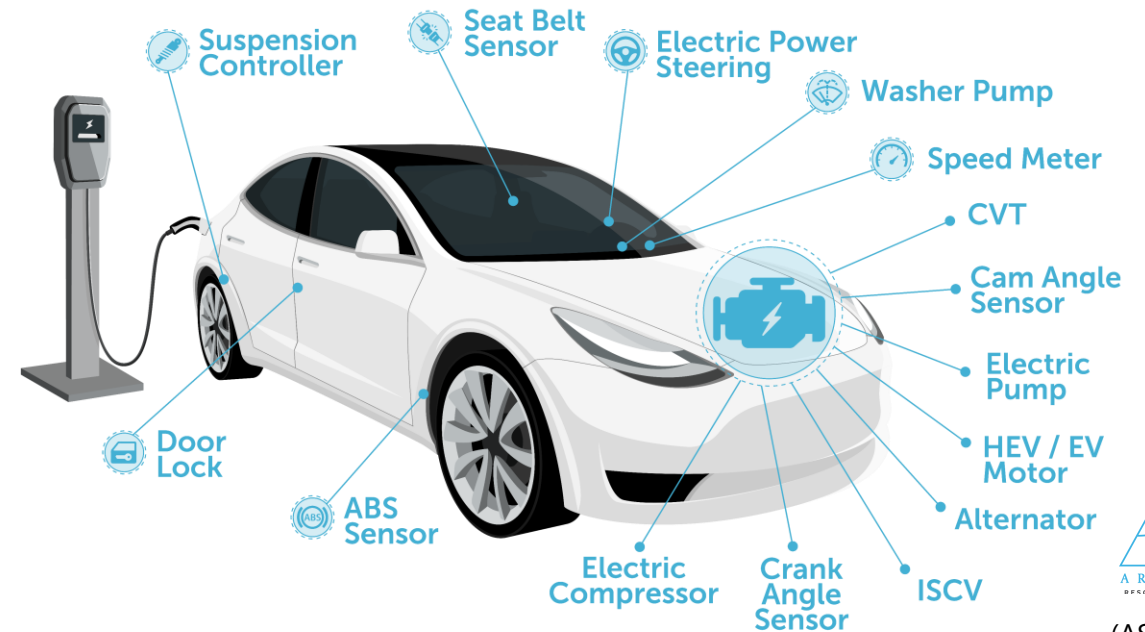 Suspension
Controller
Seat Belt
Sensor
Electric Power
Steering
Washer Pump
Speed Meter
CVT
Cam Angle
Sensor
Electric
Pump
HEV / EV
Motor
Alternator
ISCV
Crank
Angle
Sensor
Electric
Compressor
ABS
ABS
Sensor
Door
Lock
A R